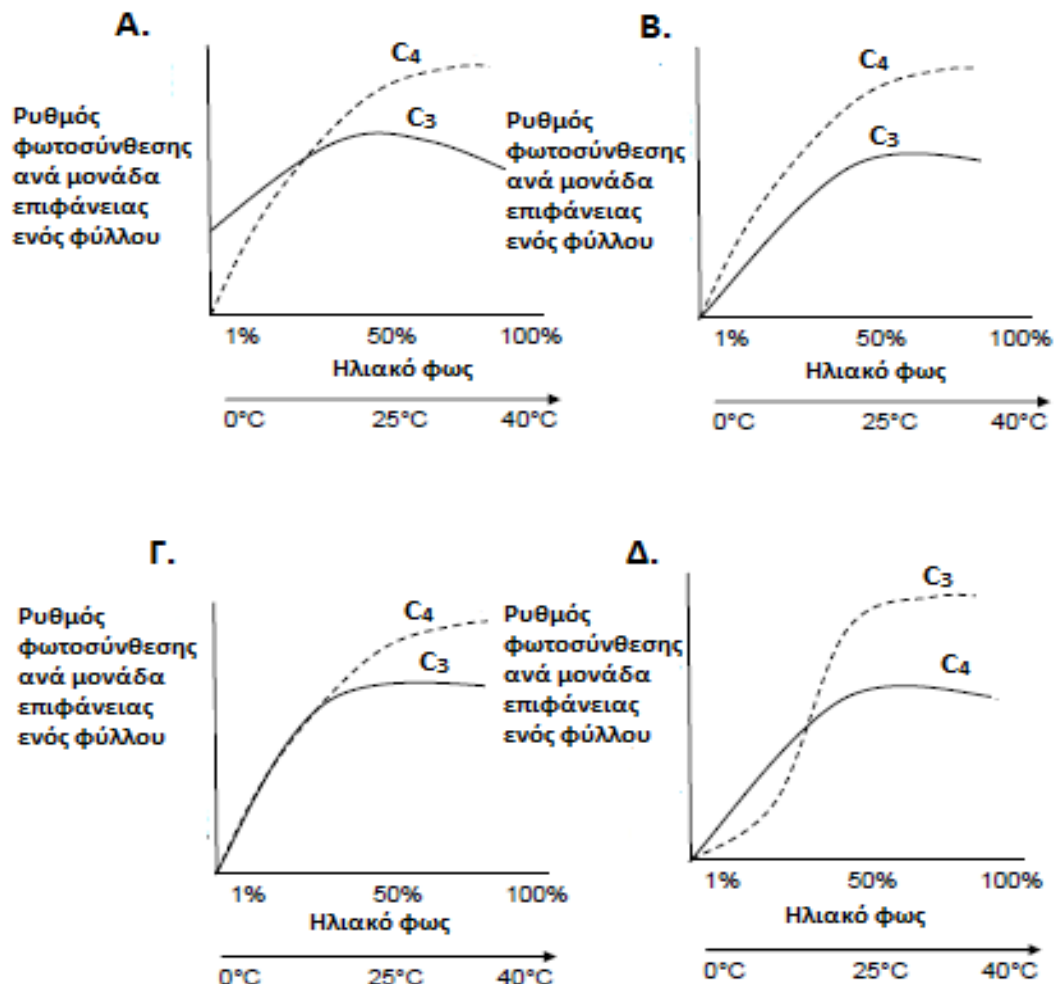 Α.
C4
C3
Ρυθμός
φωτοσύνθεσης
ανά μονάδα
επιφάνειας
ενός φύλλου
1% 50% 100%
Ηλιακό φως
0°C 25°C 40°C
Β.
C4
C3
Ρυθμός
φωτοσύνθεσης
ανά μονάδα
επιφάνειας
ενός φύλλου
1% 50% 100%
Ηλιακό φως
0°C 25°C 40°C
Γ.
C4
C3
Ρυθμός
φωτοσύνθεσης
ανά μονάδα
επιφάνειας
ενός φύλλου
1% 50% 100%
Ηλιακό φως
0°C 25°C 40°C
Δ.
C3
C4
Ρυθμός
φωτοσύνθεσης
ανά μονάδα
επιφάνειας
ενός φύλλου
1% 50% 100%
Ηλιακό φως
0°C 25°C 40°C